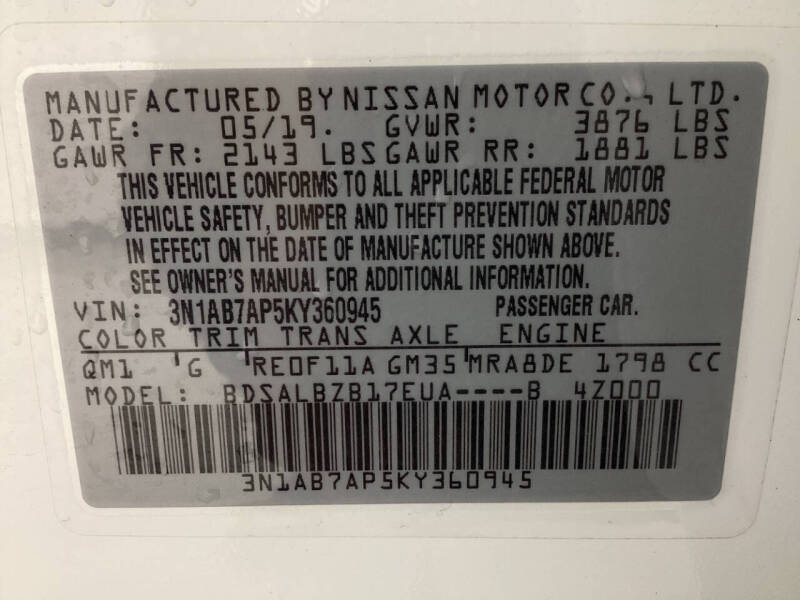 MANUFACTURED BY NISSAN MOTOR CO., LTD.
DATE: 05/19. GVWR: 3876 LBS
GAWR FR: 2143 LBS GAWR RR: 1881 LBS
THIS VEHICLE CONFORMS TO ALL APPLICABLE FEDERAL MOTOR
VEHICLE SAFETY, BUMPER AND THEFT PREVENTION STANDARDS
IN EFFECT ON THE DATE OF MANUFACTURE SHOWN ABOVE.
SEE OWNER'S MANUAL FOR ADDITIONAL INFORMATION.
VIN: 3N1AB7AP5KY360945 PASSENGER CAR.
COLOR TRIM TRANS AXLE ENGINE
QM1 G RE0F11A GM35 MRA8DE 1798 CC
MODEL: BDSALBZB17EUA----B 4Z000
3N1AB7AP5KY360945